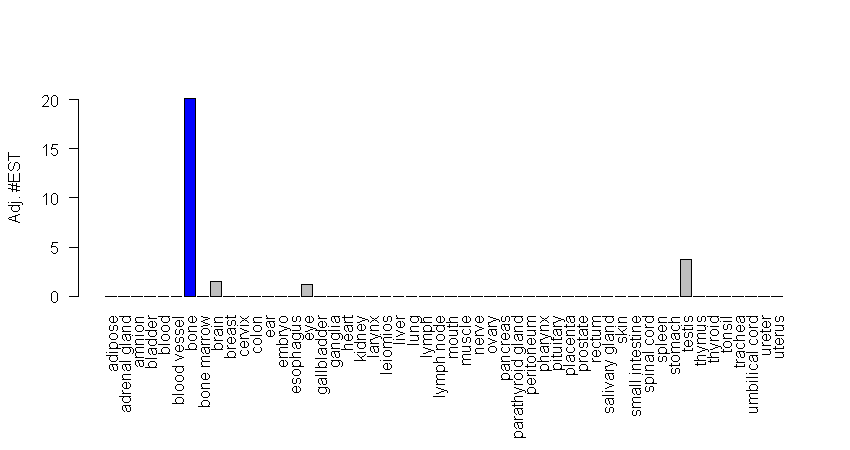 Adj. #EST
20
15
10
5
0
adipose
adrenal gland
amnion
bladder
blood
blood vessel
bone
bone marrow
brain
breast
cervix
colon
ear
embryo
esophagus
eye
gallbladder
ganglia
heart
kidney
larynx
leiomios
liver
lung
lymph
lymph node
mouth
muscle
nerve
ovary
pancreas
parathyroid gland
peritoneum
pharynx
pituitary
placenta
prostate
rectum
salivary gland
skin
small intestine
spinal cord
spleen
stomach
testis
thymus
thyroid
tonsil
trachea
umbilical cord
ureter
uterus